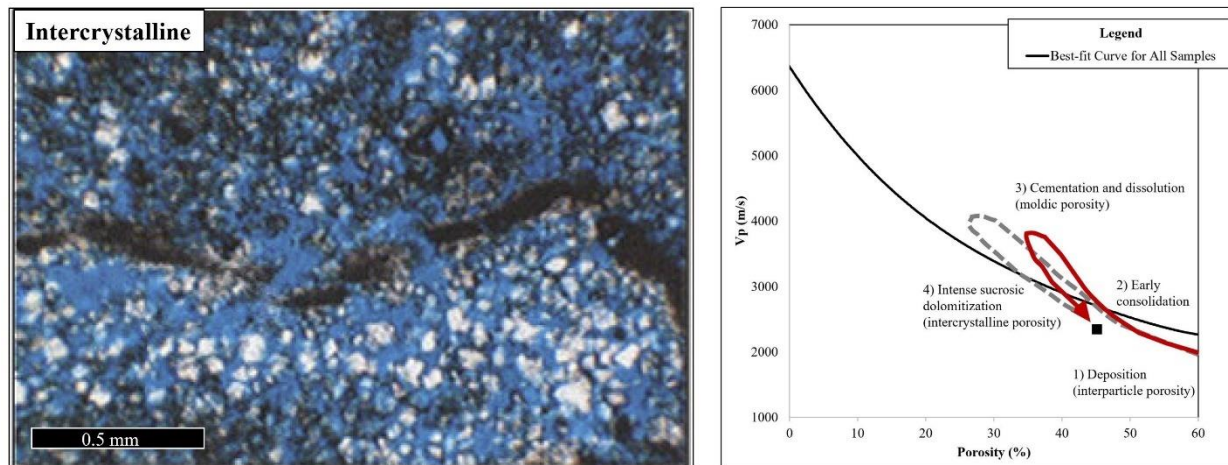 Intercrystalline
0.5 mm
7000
6000
5000
4000
3000
2000
1000
Vp (m/s)
0
10
20
30
40
50
60
Porosity (%)
Legend
Best-fit Curve for All Samples
3) Cementation and dissolution
(moldic porosity)
2) Early
consolidation
4) Intense sucrosic
dolomitization
(intercrystalline porosity)
1) Deposition
(interparticle porosity)